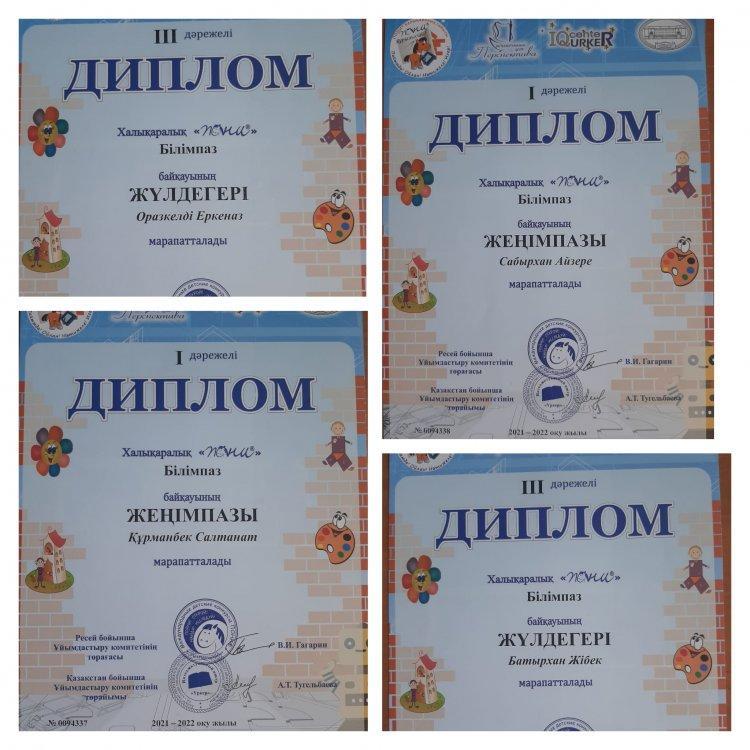 III дәрежелі
ДИПЛОМ
Халықаралық «ПОНИ®»
Білімпаз
байқауының
ЖҮЛДЕГЕРІ
Оразкелді Еркеназ
марапатталады
Перспектива
IQ center URKER
I дәрежелі
ДИПЛОМ
Халықаралық «ПОНИ®»
Білімпаз
байқауының
ЖЕҢІМПАЗЫ
Сабырхан Айзере
марапатталады
Ресей бойынша
Ұйымдастыру комитетінің
төрағасы
В.И. Гагарин
Қазақстан бойынша
Ұйымдастыру комитетінің
төрайымы
А.Т. Тугельбаева
№ 0094338
2021 – 2022 оқу жылы
I дәрежелі
ДИПЛОМ
Халықаралық «ПОНИ®»
Білімпаз
байқауының
ЖЕҢІМПАЗЫ
Құрманбек Салтанат
марапатталады
Ресей бойынша
Ұйымдастыру комитетінің
төрағасы
В.И. Гагарин
Қазақстан бойынша
Ұйымдастыру комитетінің
төрайымы
А.Т. Тугельбаева
№ 0094337
2021 – 2022 оқу жылы
III дәрежелі
ДИПЛОМ
Халықаралық «ПОНИ®»
Білімпаз
байқауының
ЖҮЛДЕГЕРІ
Батырхан Жібек
марапатталады